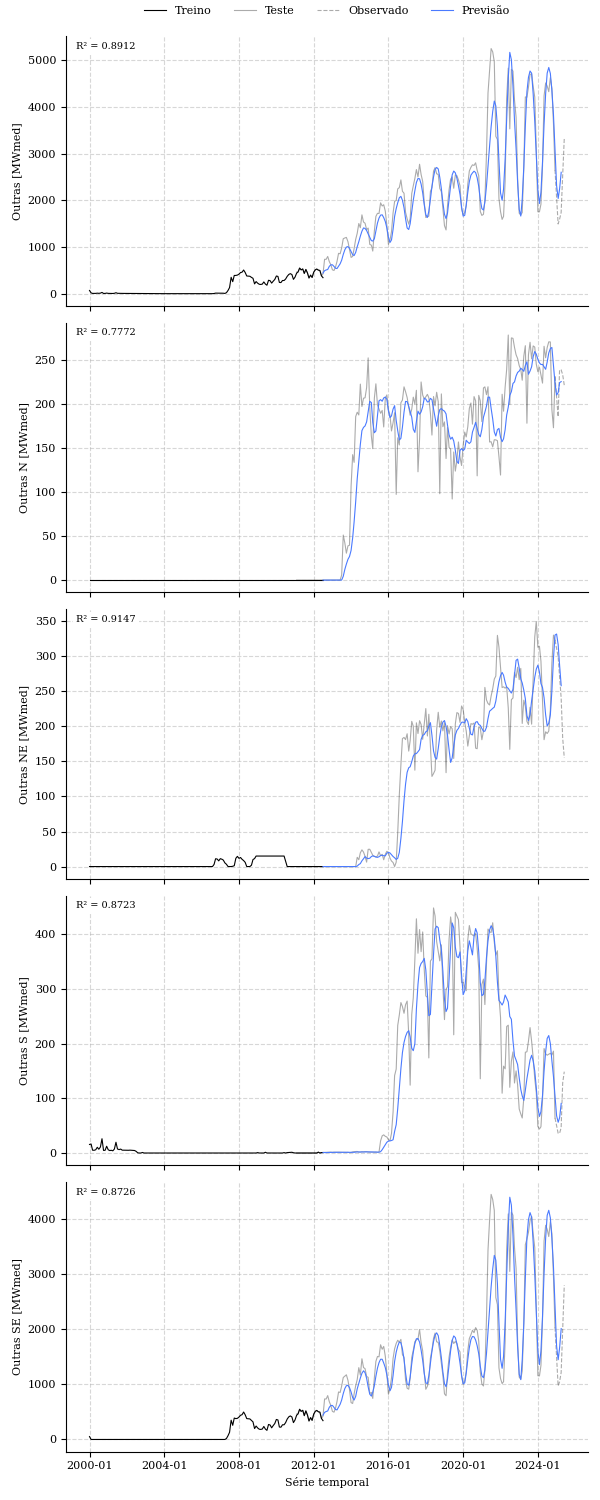 Treino Teste Observado Previsão
R² = 0.8912
Outras [MWmed]
5000
4000
3000
2000
1000
0
R² = 0.7772
Outras N [MWmed]
250
200
150
100
50
0
R² = 0.9147
Outras NE [MWmed]
350
300
250
200
150
100
50
0
R² = 0.8723
Outras S [MWmed]
400
300
200
100
0
R² = 0.8726
Outras SE [MWmed]
4000
3000
2000
1000
0
2000-01 2004-01 2008-01 2012-01 2016-01 2020-01 2024-01
Série temporal